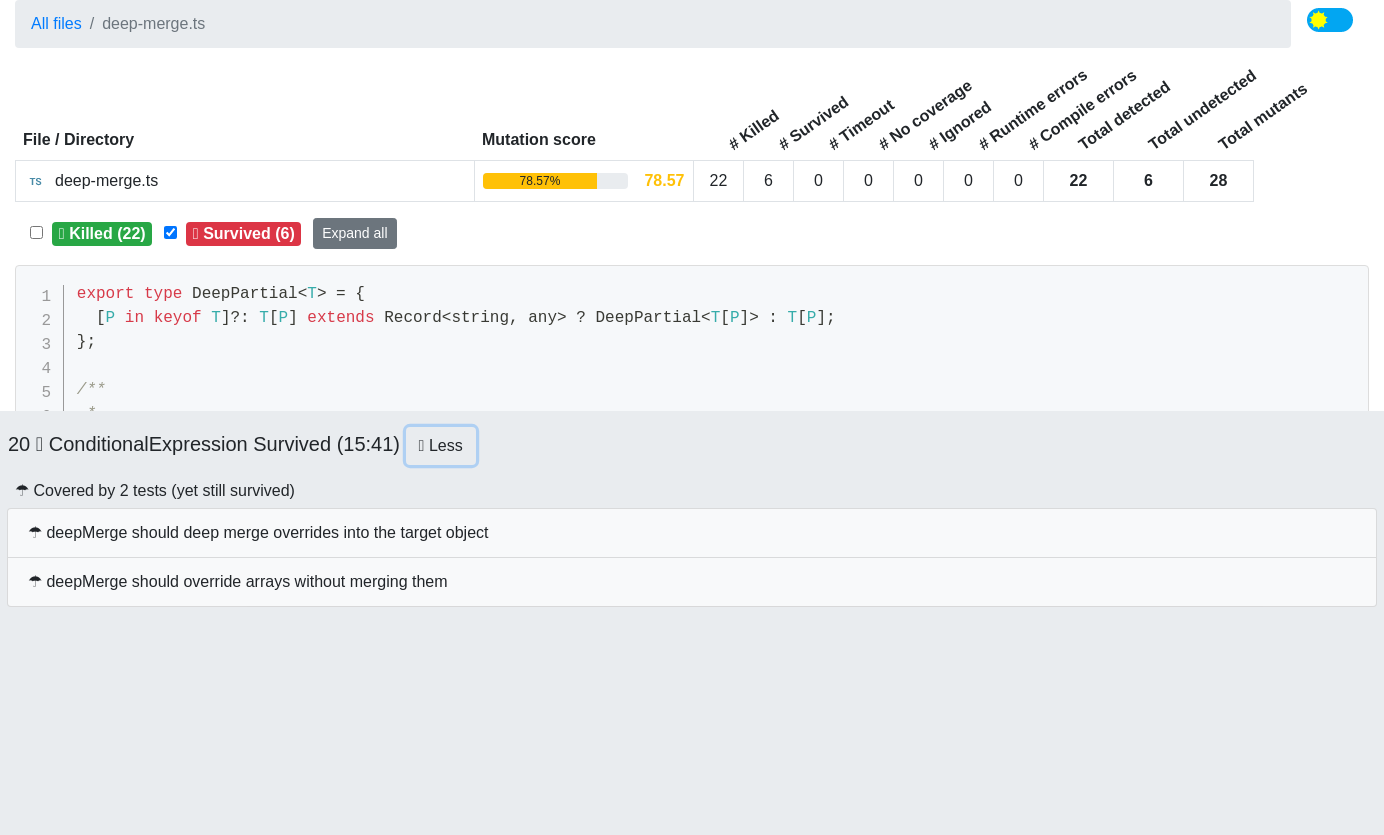 All files / deep-merge.ts
File / Directory Mutation score # Killed # Survived # Timeout # No coverage # Ignored # Runtime errors # Compile errors Total detected Total undetected Total mutants
TS deep-merge.ts 78.57% 78.57 22 6 0 0 0 0 0 22 6 28
Killed (22) Survived (6) Expand all
1 export type DeepPartial<T> = {
2 [P in keyof T]?: T[P] extends Record<string, any> ? DeepPartial<T[P]> : T[P];
3 };
4
5 /**
*
20 ConditionalExpression Survived (15:41) Less
☂ Covered by 2 tests (yet still survived)
☂ deepMerge should deep merge overrides into the target object
☂ deepMerge should override arrays without merging them